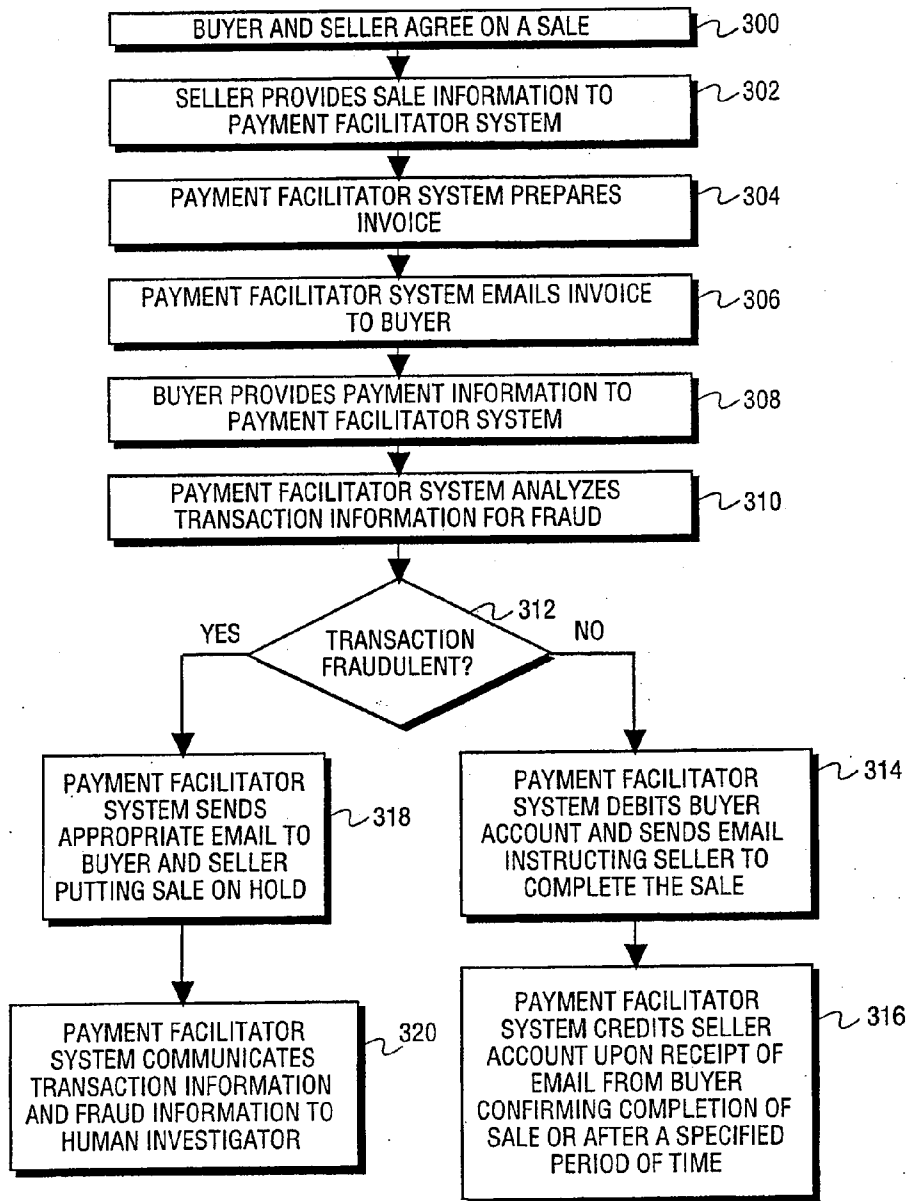 BUYER AND SELLER AGREE ON A SALE
300
SELLER PROVIDES SALE INFORMATION TO
PAYMENT FACILITATOR SYSTEM
302
PAYMENT FACILITATOR SYSTEM PREPARES
INVOICE
304
PAYMENT FACILITATOR SYSTEM EMAILS INVOICE
TO BUYER
306
BUYER PROVIDES PAYMENT INFORMATION TO
PAYMENT FACILITATOR SYSTEM
308
PAYMENT FACILITATOR SYSTEM ANALYZES
TRANSACTION INFORMATION FOR FRAUD
310
312
YES
TRANSACTION
FRAUDULENT?
NO
PAYMENT FACILITATOR
SYSTEM SENDS
APPROPRIATE EMAIL TO
BUYER AND SELLER
PUTTING SALE ON HOLD
318
PAYMENT FACILITATOR
SYSTEM DEBITS BUYER
ACCOUNT AND SENDS EMAIL
INSTRUCTING SELLER TO
COMPLETE THE SALE
314
PAYMENT FACILITATOR
SYSTEM COMMUNICATES
TRANSACTION INFORMATION
AND FRAUD INFORMATION TO
HUMAN INVESTIGATOR
320
PAYMENT FACILITATOR
SYSTEM CREDITS SELLER
ACCOUNT UPON RECEIPT OF
EMAIL FROM BUYER
CONFIRMING COMPLETION OF
SALE OR AFTER A SPECIFIED
PERIOD OF TIME
316